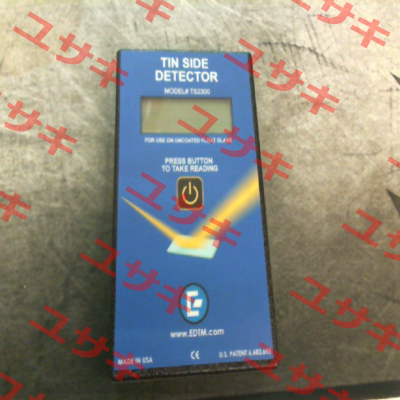 TIN SIDE
DETECTOR
MODEL# TS2300
FOR USE ON UNCOATED FLOAT GLASS
PRESS BUTTON
TO TAKE READING
E
www.EDTM.com
MADE IN USA
CE
U.S. PATENT
ユサキ
ユサキ
ユサキ
ユサキ
ユサキ
ユサキ